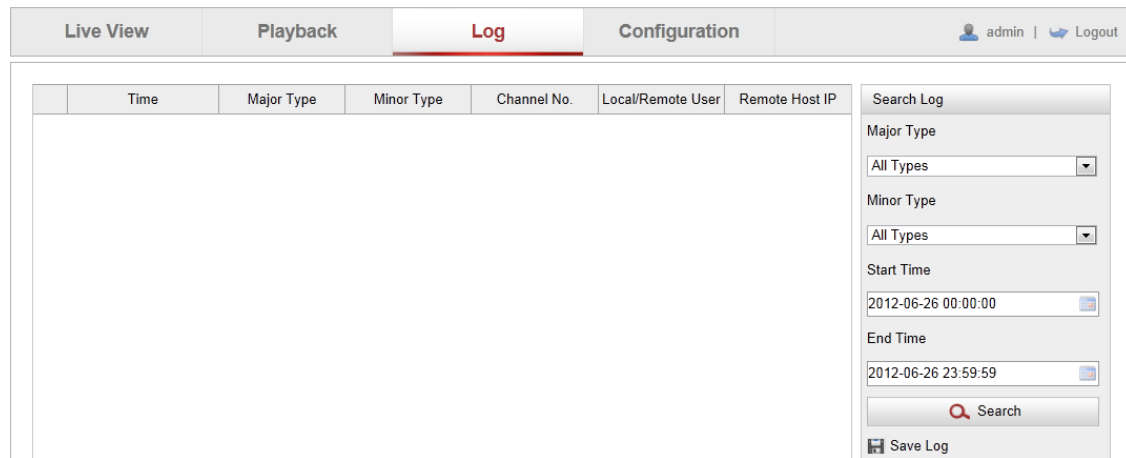 Live View Playback Log Configuration admin | Logout
Time Major Type Minor Type Channel No. Local/Remote User Remote Host IP
Search Log
Major Type
All Types
Minor Type
All Types
Start Time
2012-06-26 00:00:00
End Time
2012-06-26 23:59:59
Search
Save Log